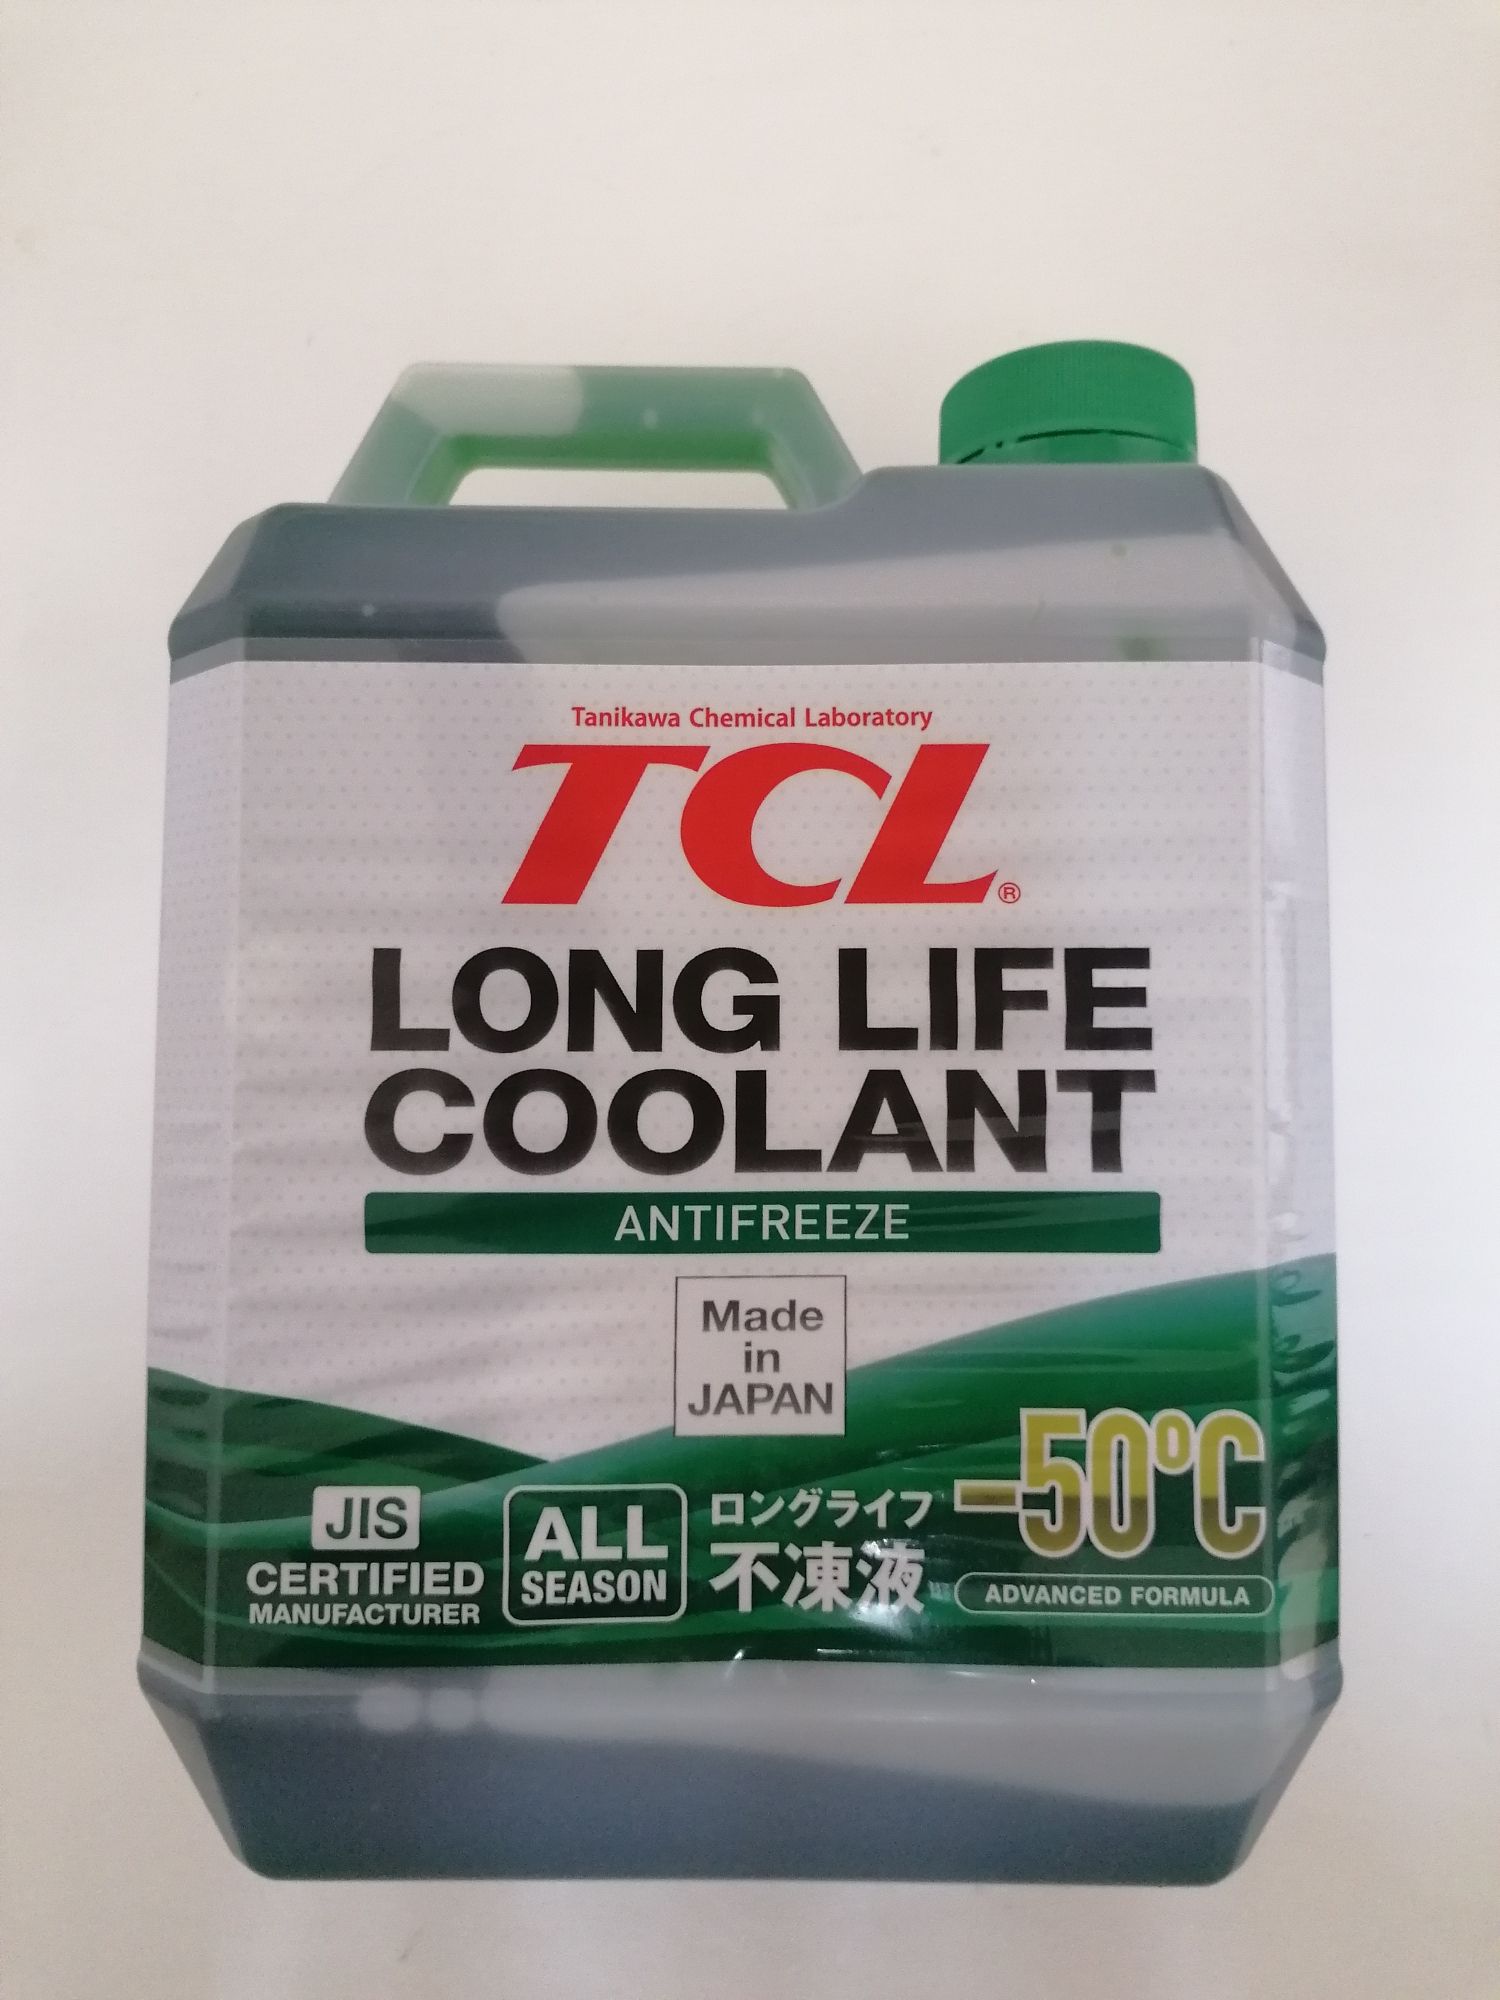 Tanikawa Chemical Laboratory
TCL®
LONG LIFE
COOLANT
ANTIFREEZE
Made
in
JAPAN
-50°C
JIS
CERTIFIED
MANUFACTURER
ALL
SEASON
ロングライフ
不凍液
ADVANCED FORMULA